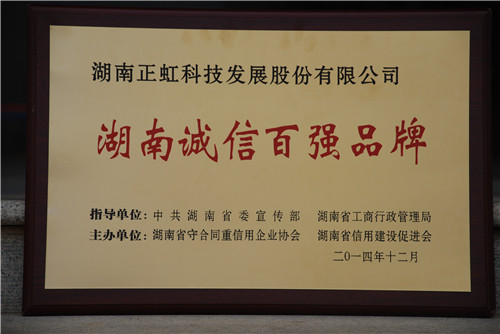 湖南正虹科技发展股份有限公司
湖南诚信百强品牌
指导单位：中共湖南省委宣传部 湖南省工商行政管理局
主办单位：湖南省守合同重信用企业协会 湖南省信用建设促进会
二〇一四年十二月